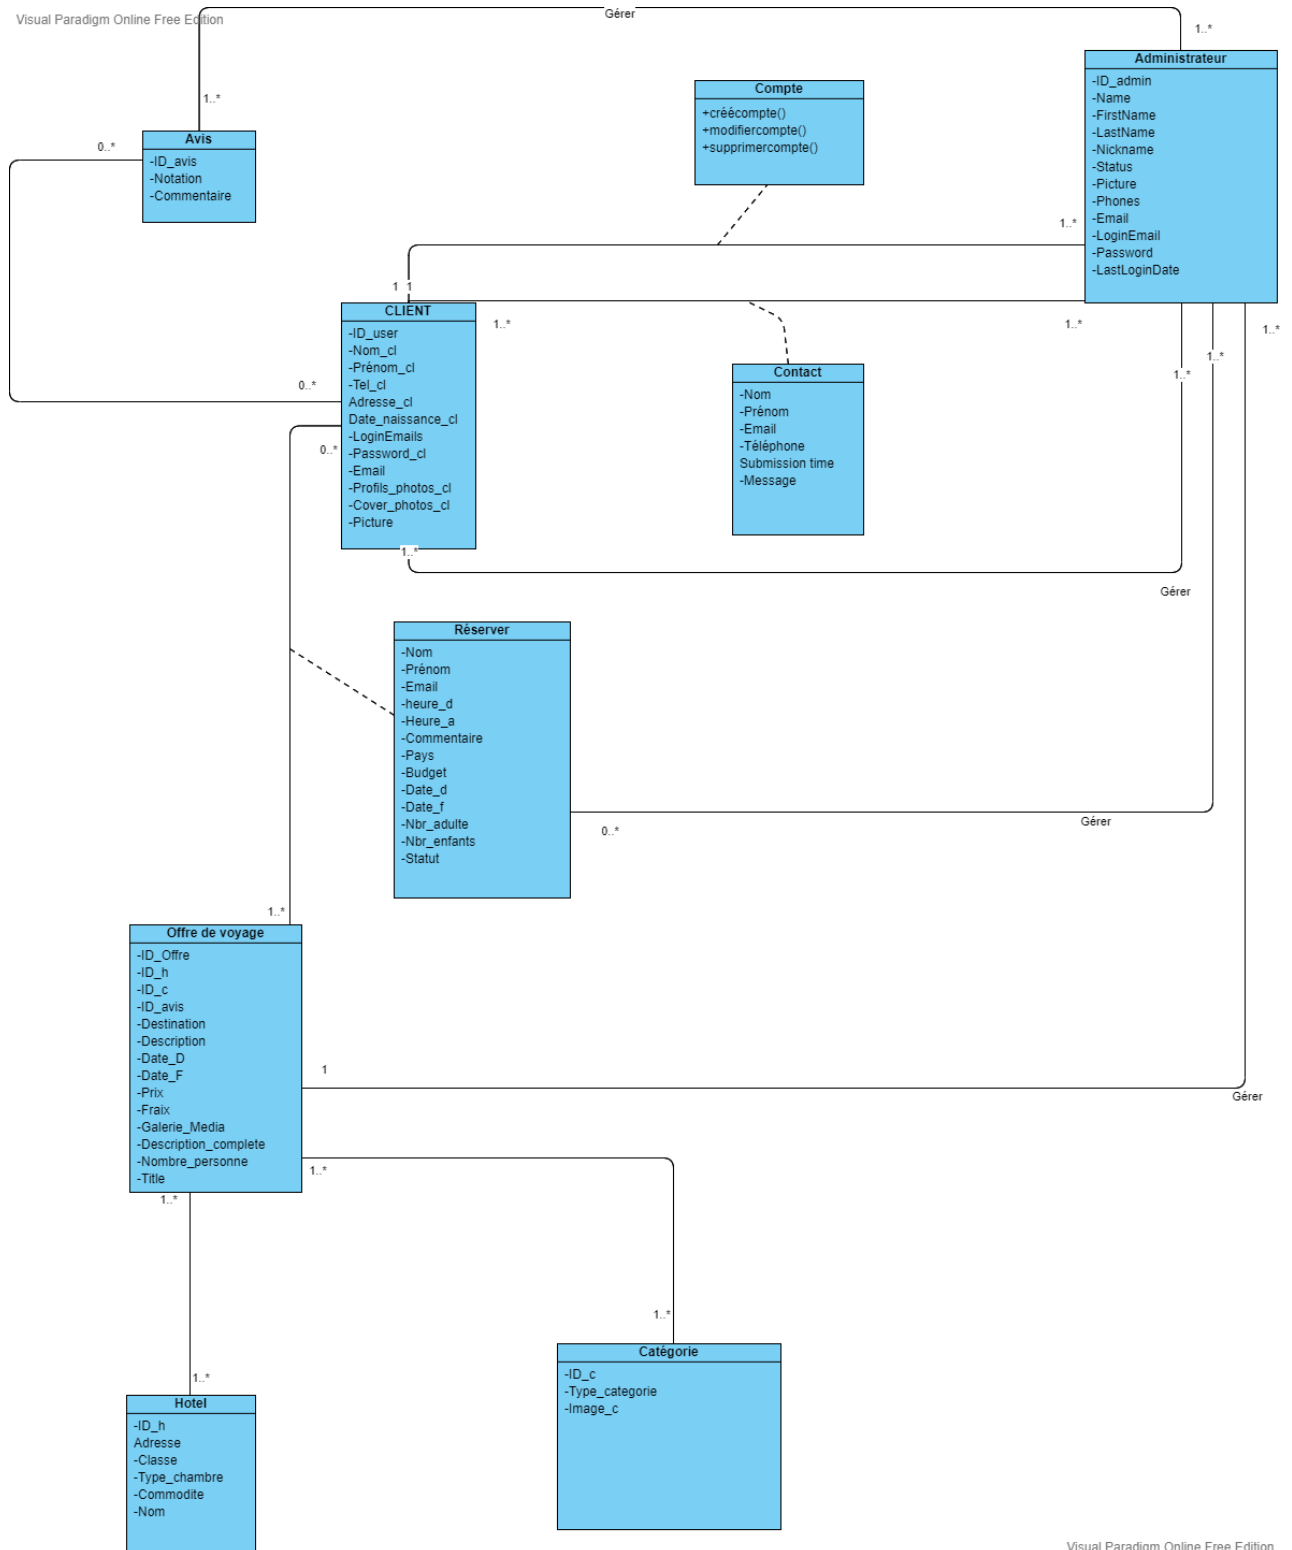 Visual Paradigm Online Free Edition
Gérer
1..*
Administrateur
-ID_admin
-Name
-FirstName
-LastName
-Nickname
-Status
-Picture
-Phones
-Email
-LoginEmail
-Password
-LastLoginDate
Compte
+créécompte()
+modifiercompte()
+supprimercompte()
1..*
0..*
Avis
-ID_avis
-Notation
-Commentaire
1..*
1 1
CLIENT
-ID_user
-Nom_cl
-Prénom_cl
-Tel_cl
Adresse_cl
Date_naissance_cl
-LoginEmails
-Password_cl
-Email
-Profils_photos_cl
-Cover_photos_cl
-Picture
1..*
1..*
1..*
1..*
1..*
0..*
0..*
Contact
-Nom
-Prénom
-Email
-Téléphone
Submission time
-Message
1..*
Gérer
Réserver
-Nom
-Prénom
-Email
-heure_d
-Heure_a
-Commentaire
-Pays
-Budget
-Date_d
-Date_f
-Nbr_adulte
-Nbr_enfants
-Statut
0..*
Gérer
1..*
Offre de voyage
-ID_Offre
-ID_h
-ID_c
-ID_avis
-Destination
-Description
-Date_D
-Date_F
-Prix
-Fraix
-Galerie_Media
-Description_complete
-Nombre_personne
-Title
1
Gérer
1..*
1..*
1..*
Catégorie
-ID_c
-Type_categorie
-Image_c
1..*
Hotel
-ID_h
Adresse
-Classe
-Type_chambre
-Commodite
-Nom
Visual Paradigm Online Free Edition